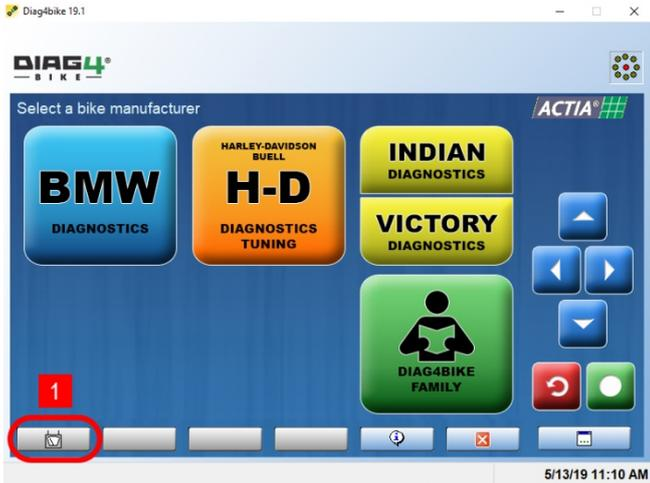 Diag4bike 19.1
DIAG4®
BIKE
Select a bike manufacturer
ACTIA®
BMW
DIAGNOSTICS
HARLEY-DAVIDSON
BUELL
H-D
DIAGNOSTICS
TUNING
INDIAN
DIAGNOSTICS
VICTORY
DIAGNOSTICS
DIAG4BIKE
FAMILY
1
5/13/19 11:10 AM